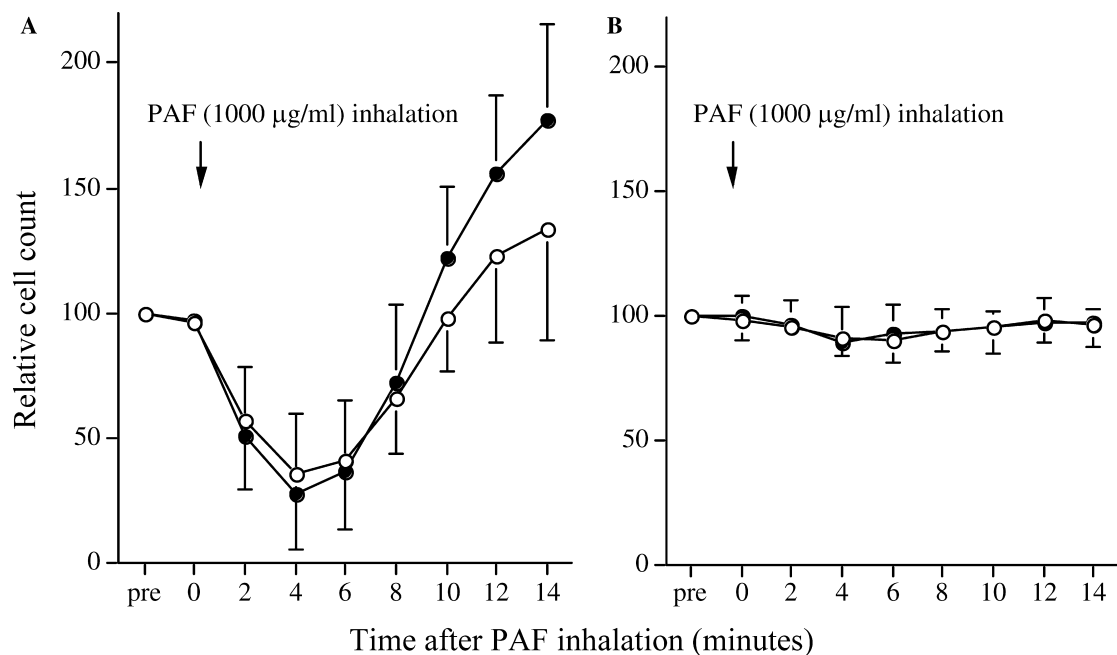 A
200
PAF (1000 μg/ml) inhalation
150
100
50
0
pre 0 2 4 6 8 10 12 14
Relative cell count
B
200
PAF (1000 μg/ml) inhalation
150
100
50
0
pre 0 2 4 6 8 10 12 14
Time after PAF inhalation (minutes)